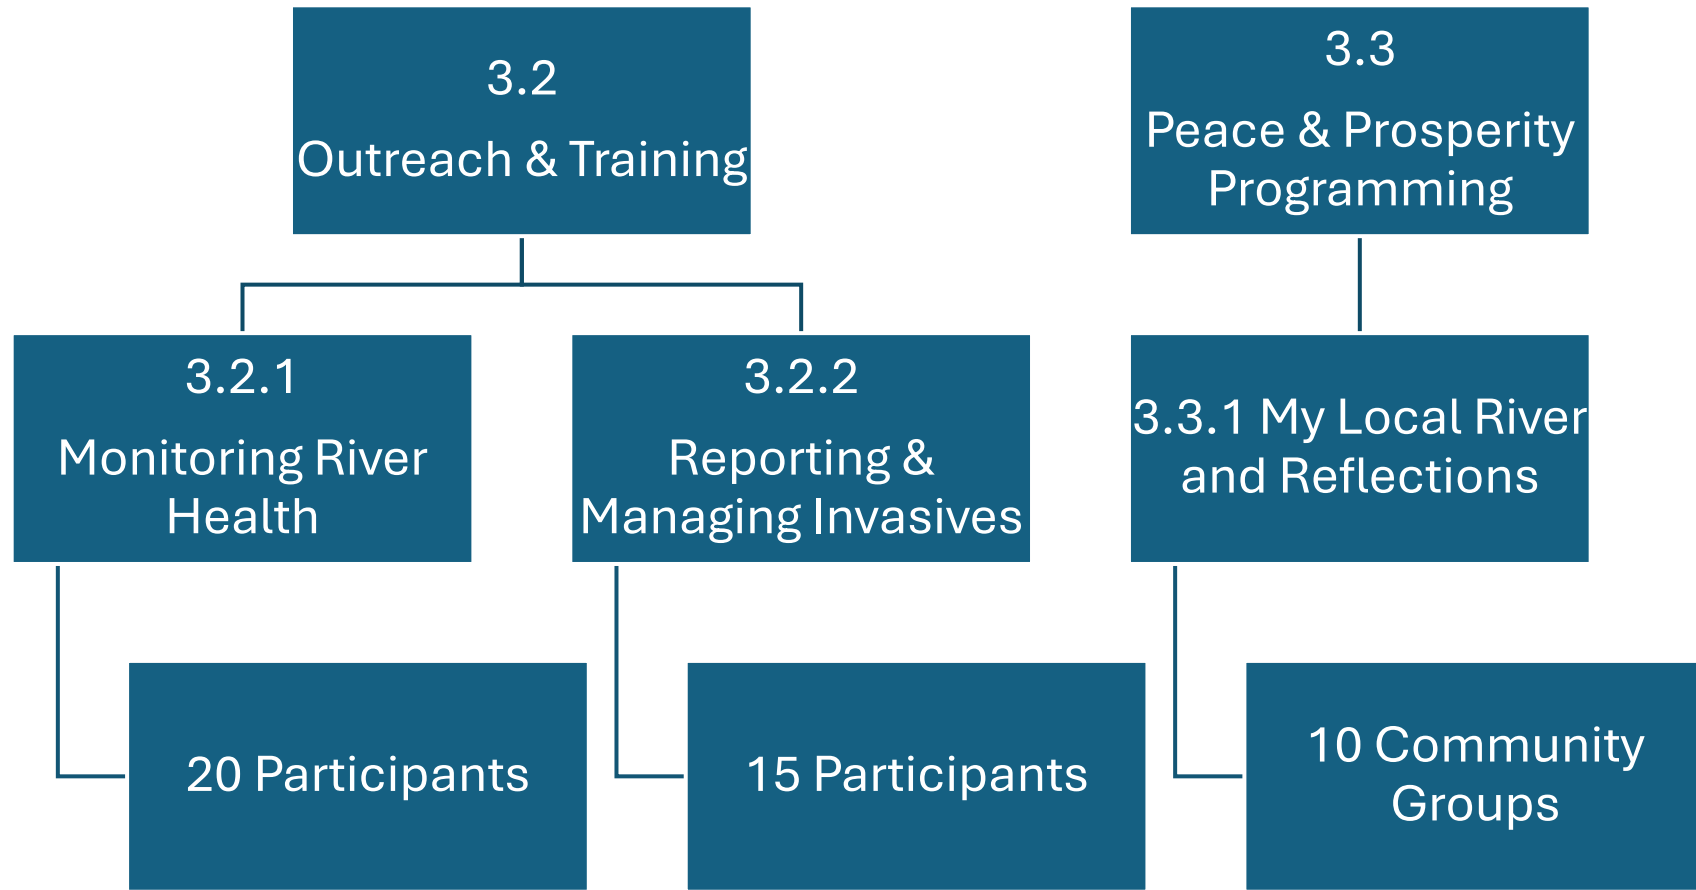 3.2
Outreach & Training
3.3
Peace & Prosperity
Programming
3.2.1
Monitoring River
Health
3.2.2
Reporting &
Managing Invasives
3.3.1 My Local River
and Reflections
20 Participants
15 Participants
10 Community
Groups